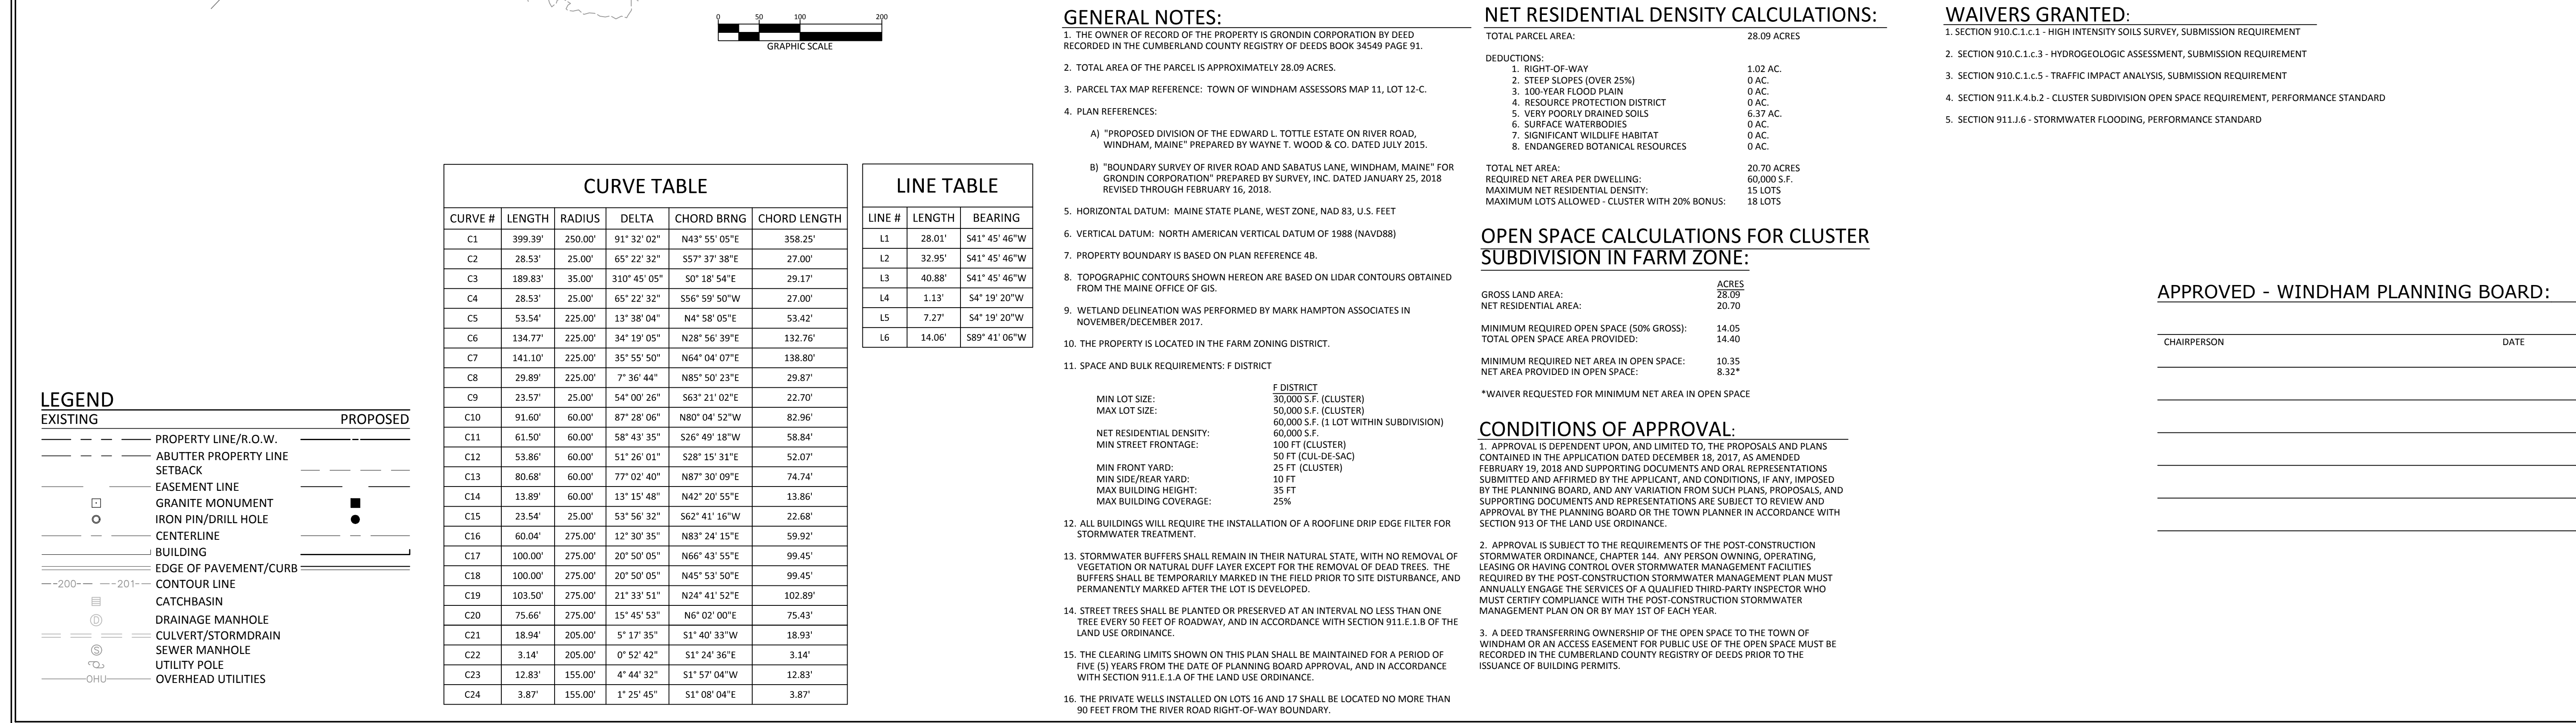 0 50 100 200
GRAPHIC SCALE
LEGEND
EXISTING PROPOSED
PROPERTY LINE/R.O.W.
ABUTTER PROPERTY LINE
SETBACK
EASEMENT LINE
GRANITE MONUMENT
IRON PIN/DRILL HOLE
CENTERLINE
BUILDING
EDGE OF PAVEMENT/CURB
-200- -201- CONTOUR LINE
CATCHBASIN
D DRAINAGE MANHOLE
CULVERT/STORMDRAIN
S SEWER MANHOLE
UTILITY POLE
OHU OVERHEAD UTILITIES
CURVE TABLE
CURVE # LENGTH RADIUS DELTA CHORD BRNG CHORD LENGTH
C1 399.39' 250.00' 91° 32' 02" N43° 55' 05"E 358.25'
C2 28.53' 25.00' 65° 22' 32" S57° 37' 38"E 27.00'
C3 189.83' 35.00' 310° 45' 05" S0° 18' 54"E 29.17'
C4 28.53' 25.00' 65° 22' 32" S56° 59' 50"W 27.00'
C5 53.54' 225.00' 13° 38' 04" N4° 58' 05"E 53.42'
C6 134.77' 225.00' 34° 19' 05" N28° 56' 39"E 132.76'
C7 141.10' 225.00' 35° 55' 50" N64° 04' 07"E 138.80'
C8 29.89' 225.00' 7° 36' 44" N85° 50' 23"E 29.87'
C9 23.57' 25.00' 54° 00' 26" S63° 21' 02"E 22.70'
C10 91.60' 60.00' 87° 28' 06" N80° 04' 52"W 82.96'
C11 61.50' 60.00' 58° 43' 35" S26° 49' 18"W 58.84'
C12 53.86' 60.00' 51° 26' 01" S28° 15' 31"E 52.07'
C13 80.68' 60.00' 77° 02' 40" N87° 30' 09"E 74.74'
C14 13.89' 60.00' 13° 15' 48" N42° 20' 55"E 13.86'
C15 23.54' 25.00' 53° 56' 32" S62° 41' 16"W 22.68'
C16 60.04' 275.00' 12° 30' 35" N83° 24' 15"E 59.92'
C17 100.00' 275.00' 20° 50' 05" N66° 43' 55"E 99.45'
C18 100.00' 275.00' 20° 50' 05" N45° 53' 50"E 99.45'
C19 103.50' 275.00' 21° 33' 51" N24° 41' 52"E 102.89'
C20 75.66' 275.00' 15° 45' 53" N6° 02' 00"E 75.43'
C21 18.94' 205.00' 5° 17' 35" S1° 40' 33"W 18.93'
C22 3.14' 205.00' 0° 52' 42" S1° 24' 36"E 3.14'
C23 12.83' 155.00' 4° 44' 32" S1° 57' 04"W 12.83'
C24 3.87' 155.00' 1° 25' 45" S1° 08' 04"E 3.87'
LINE TABLE
LINE # LENGTH BEARING
L1 28.01' S41° 45' 46"W
L2 32.95' S41° 45' 46"W
L3 40.88' S41° 45' 46"W
L4 1.13' S4° 19' 20"W
L5 7.27' S4° 19' 20"W
L6 14.06' S89° 41' 06"W
GENERAL NOTES:
1. THE OWNER OF RECORD OF THE PROPERTY IS GRONDIN CORPORATION BY DEED
RECORDED IN THE CUMBERLAND COUNTY REGISTRY OF DEEDS BOOK 34549 PAGE 91.
2. TOTAL AREA OF THE PARCEL IS APPROXIMATELY 28.09 ACRES.
3. PARCEL TAX MAP REFERENCE: TOWN OF WINDHAM ASSESSORS MAP 11, LOT 12-C.
4. PLAN REFERENCES:
A) "PROPOSED DIVISION OF THE EDWARD L. TOTTLE ESTATE ON RIVER ROAD,
WINDHAM, MAINE" PREPARED BY WAYNE T. WOOD & CO. DATED JULY 2015.
B) "BOUNDARY SURVEY OF RIVER ROAD AND SABATUS LANE, WINDHAM, MAINE" FOR
GRONDIN CORPORATION" PREPARED BY SURVEY, INC. DATED JANUARY 25, 2018
REVISED THROUGH FEBRUARY 16, 2018.
5. HORIZONTAL DATUM: MAINE STATE PLANE, WEST ZONE, NAD 83, U.S. FEET
6. VERTICAL DATUM: NORTH AMERICAN VERTICAL DATUM OF 1988 (NAVD88)
7. PROPERTY BOUNDARY IS BASED ON PLAN REFERENCE 4B.
8. TOPOGRAPHIC CONTOURS SHOWN HEREON ARE BASED ON LIDAR CONTOURS OBTAINED
FROM THE MAINE OFFICE OF GIS.
9. WETLAND DELINEATION WAS PERFORMED BY MARK HAMPTON ASSOCIATES IN
NOVEMBER/DECEMBER 2017.
10. THE PROPERTY IS LOCATED IN THE FARM ZONING DISTRICT.
11. SPACE AND BULK REQUIREMENTS: F DISTRICT
F DISTRICT
MIN LOT SIZE: 30,000 S.F. (CLUSTER)
MAX LOT SIZE: 50,000 S.F. (CLUSTER)
60,000 S.F. (1 LOT WITHIN SUBDIVISION)
NET RESIDENTIAL DENSITY: 60,000 S.F.
MIN STREET FRONTAGE: 100 FT (CLUSTER)
50 FT (CUL-DE-SAC)
MIN FRONT YARD: 25 FT (CLUSTER)
MIN SIDE/REAR YARD: 10 FT
MAX BUILDING HEIGHT: 35 FT
MAX BUILDING COVERAGE: 25%
12. ALL BUILDINGS WILL REQUIRE THE INSTALLATION OF A ROOFLINE DRIP EDGE FILTER FOR
STORMWATER TREATMENT.
13. STORMWATER BUFFERS SHALL REMAIN IN THEIR NATURAL STATE, WITH NO REMOVAL OF
VEGETATION OR NATURAL DUFF LAYER EXCEPT FOR THE REMOVAL OF DEAD TREES. THE
BUFFERS SHALL BE TEMPORARILY MARKED IN THE FIELD PRIOR TO SITE DISTURBANCE, AND
PERMANENTLY MARKED AFTER THE LOT IS DEVELOPED.
14. STREET TREES SHALL BE PLANTED OR PRESERVED AT AN INTERVAL NO LESS THAN ONE
TREE EVERY 50 FEET OF ROADWAY, AND IN ACCORDANCE WITH SECTION 911.E.1.B OF THE
LAND USE ORDINANCE.
15. THE CLEARING LIMITS SHOWN ON THIS PLAN SHALL BE MAINTAINED FOR A PERIOD OF
FIVE (5) YEARS FROM THE DATE OF PLANNING BOARD APPROVAL, AND IN ACCORDANCE
WITH SECTION 911.E.1.A OF THE LAND USE ORDINANCE.
16. THE PRIVATE WELLS INSTALLED ON LOTS 16 AND 17 SHALL BE LOCATED NO MORE THAN
90 FEET FROM THE RIVER ROAD RIGHT-OF-WAY BOUNDARY.
NET RESIDENTIAL DENSITY CALCULATIONS:
TOTAL PARCEL AREA: 28.09 ACRES
DEDUCTIONS:
1. RIGHT-OF-WAY 1.02 AC.
2. STEEP SLOPES (OVER 25%) 0 AC.
3. 100-YEAR FLOOD PLAIN 0 AC.
4. RESOURCE PROTECTION DISTRICT 0 AC.
5. VERY POORLY DRAINED SOILS 6.37 AC.
6. SURFACE WATERBODIES 0 AC.
7. SIGNIFICANT WILDLIFE HABITAT 0 AC.
8. ENDANGERED BOTANICAL RESOURCES 0 AC.
TOTAL NET AREA: 20.70 ACRES
REQUIRED NET AREA PER DWELLING: 60,000 S.F.
MAXIMUM NET RESIDENTIAL DENSITY: 15 LOTS
MAXIMUM LOTS ALLOWED - CLUSTER WITH 20% BONUS: 18 LOTS
OPEN SPACE CALCULATIONS FOR CLUSTER
SUBDIVISION IN FARM ZONE:
ACRES
GROSS LAND AREA: 28.09
NET RESIDENTIAL AREA: 20.70
MINIMUM REQUIRED OPEN SPACE (50% GROSS): 14.05
TOTAL OPEN SPACE AREA PROVIDED: 14.40
MINIMUM REQUIRED NET AREA IN OPEN SPACE: 10.35
NET AREA PROVIDED IN OPEN SPACE: 8.32*
*WAIVER REQUESTED FOR MINIMUM NET AREA IN OPEN SPACE
CONDITIONS OF APPROVAL:
1. APPROVAL IS DEPENDENT UPON, AND LIMITED TO, THE PROPOSALS AND PLANS
CONTAINED IN THE APPLICATION DATED DECEMBER 18, 2017, AS AMENDED
FEBRUARY 19, 2018 AND SUPPORTING DOCUMENTS AND ORAL REPRESENTATIONS
SUBMITTED AND AFFIRMED BY THE APPLICANT, AND CONDITIONS, IF ANY, IMPOSED
BY THE PLANNING BOARD, AND ANY VARIATION FROM SUCH PLANS, PROPOSALS, AND
SUPPORTING DOCUMENTS AND REPRESENTATIONS ARE SUBJECT TO REVIEW AND
APPROVAL BY THE PLANNING BOARD OR THE TOWN PLANNER IN ACCORDANCE WITH
SECTION 913 OF THE LAND USE ORDINANCE.
2. APPROVAL IS SUBJECT TO THE REQUIREMENTS OF THE POST-CONSTRUCTION
STORMWATER ORDINANCE, CHAPTER 144. ANY PERSON OWNING, OPERATING,
LEASING OR HAVING CONTROL OVER STORMWATER MANAGEMENT FACILITIES
REQUIRED BY THE POST-CONSTRUCTION STORMWATER MANAGEMENT PLAN MUST
ANNUALLY ENGAGE THE SERVICES OF A QUALIFIED THIRD-PARTY INSPECTOR WHO
MUST CERTIFY COMPLIANCE WITH THE POST-CONSTRUCTION STORMWATER
MANAGEMENT PLAN ON OR BY MAY 1ST OF EACH YEAR.
3. A DEED TRANSFERRING OWNERSHIP OF THE OPEN SPACE TO THE TOWN OF
WINDHAM OR AN ACCESS EASEMENT FOR PUBLIC USE OF THE OPEN SPACE MUST BE
RECORDED IN THE CUMBERLAND COUNTY REGISTRY OF DEEDS PRIOR TO THE
ISSUANCE OF BUILDING PERMITS.
WAIVERS GRANTED:
1. SECTION 910.C.1.c.1 - HIGH INTENSITY SOILS SURVEY, SUBMISSION REQUIREMENT
2. SECTION 910.C.1.c.3 - HYDROGEOLOGIC ASSESSMENT, SUBMISSION REQUIREMENT
3. SECTION 910.C.1.c.5 - TRAFFIC IMPACT ANALYSIS, SUBMISSION REQUIREMENT
4. SECTION 911.K.4.b.2 - CLUSTER SUBDIVISION OPEN SPACE REQUIREMENT, PERFORMANCE STANDARD
5. SECTION 911.J.6 - STORMWATER FLOODING, PERFORMANCE STANDARD
APPROVED - WINDHAM PLANNING BOARD:
CHAIRPERSON DATE